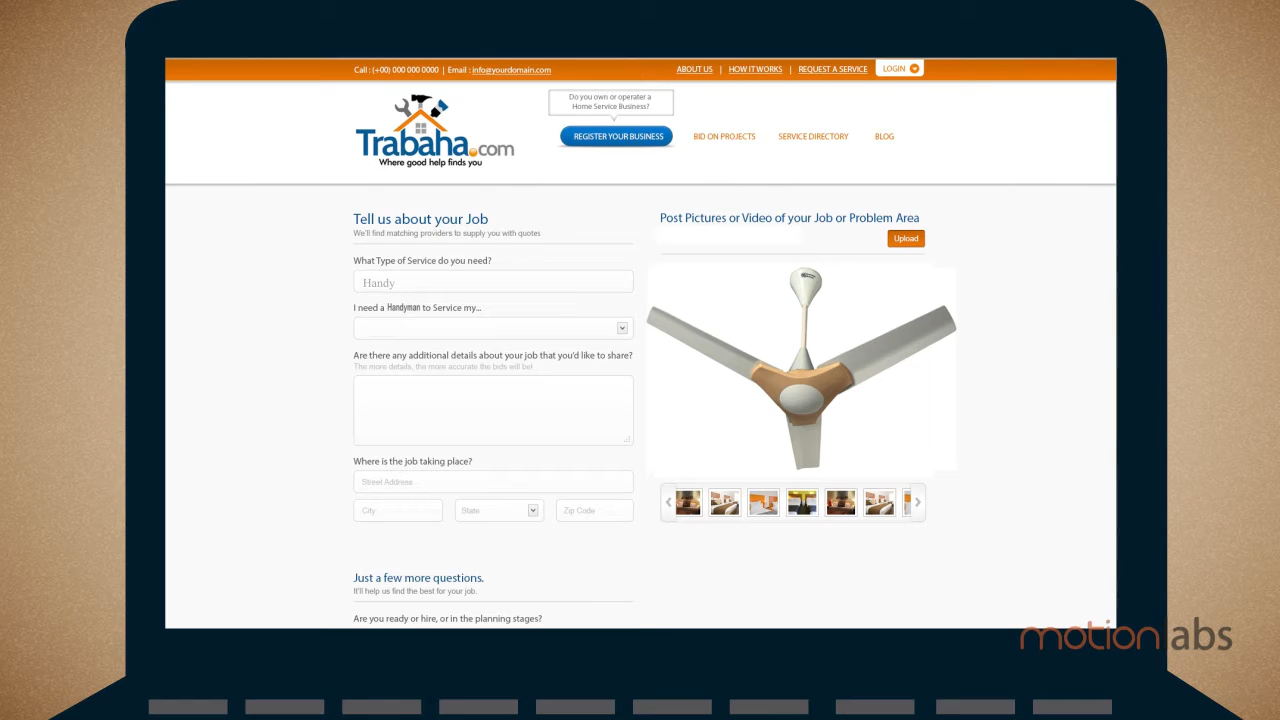 Call : (+00) 000 000 0000 | Email : info@yourdomain.com
ABOUT US | HOW IT WORKS | REQUEST A SERVICE
LOGIN
Do you own or operater a
Home Service Business?
Trabaha.com
Where good help finds you
REGISTER YOUR BUSINESS
BID ON PROJECTS
SERVICE DIRECTORY
BLOG
Tell us about your Job
We'll find matching providers to supply you with quotes
What Type of Service do you need?
Handy
I need a Handyman to Service my...
Are there any additional details about your job that you'd like to share?
The more details, the more accurate the bids will be!
Where is the job taking place?
Street Address
City
State
Zip Code
Post Pictures or Video of your Job or Problem Area
Upload
Just a few more questions.
It'll help us find the best for your job.
Are you ready or hire, or in the planning stages?
motion labs